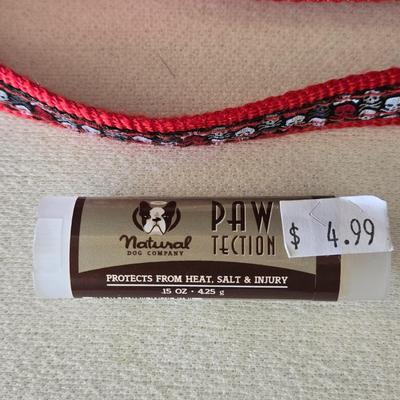 PAW
TECTION
natural
DOG COMPANY
$ 4.99
PROTECTS FROM HEAT, SALT & INJURY
.15 OZ • 4.25 g